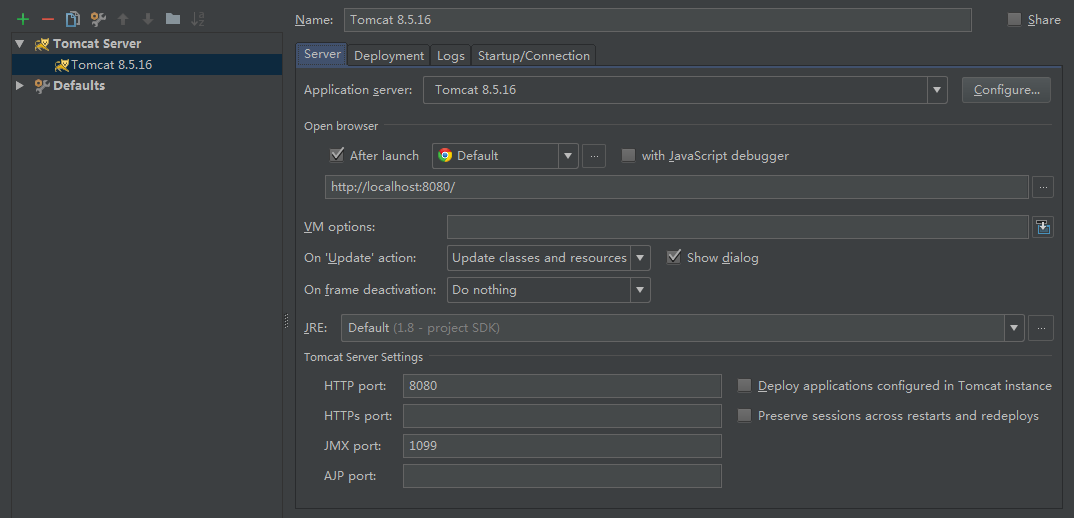 Name: Tomcat 8.5.16 Share
Tomcat Server
Tomcat 8.5.16
Defaults
Server Deployment Logs Startup/Connection
Application server: Tomcat 8.5.16 Configure...
Open browser
After launch Default ... with JavaScript debugger
http://localhost:8080/ ...
VM options:
On 'Update' action: Update classes and resources Show dialog
On frame deactivation: Do nothing
JRE: Default (1.8 - project SDK) ...
Tomcat Server Settings
HTTP port: 8080 Deploy applications configured in Tomcat instance
HTTPs port: Preserve sessions across restarts and redeploys
JMX port: 1099
AJP port: